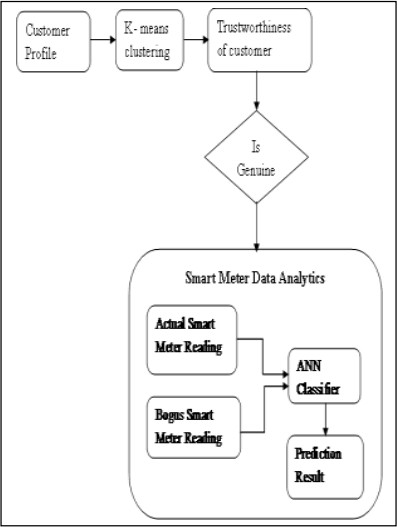 Customer
Profile
K- means
clustering
Trustworthiness
of customer
Is
Genuine
Smart Meter Data Analytics
Actual Smart
Meter Reading
Bogus Smart
Meter Reading
ANN
Classifier
Prediction
Result